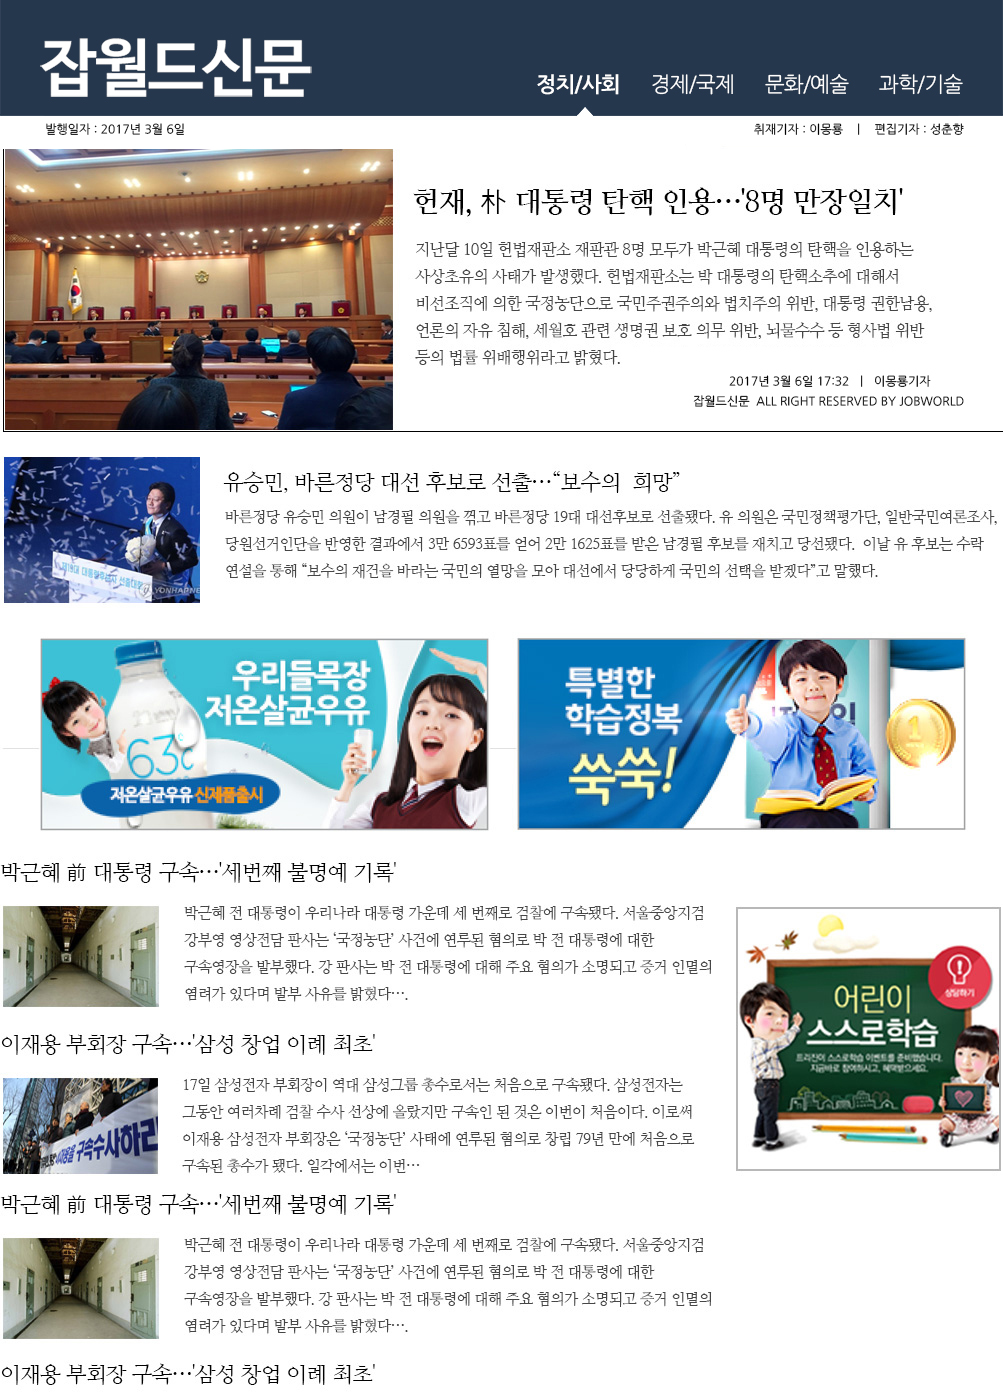 잡월드신문
정치/사회 경제/국제 문화/예술 과학/기술
발행일자 : 2017년 3월 6일
취재기자 : 이몽룡 | 편집기자 : 성춘향
헌재, 朴 대통령 탄핵 인용…'8명 만장일치'
지난달 10일 헌법재판소 재판관 8명 모두가 박근혜 대통령의 탄핵을 인용하는
사상초유의 사태가 발생했다. 헌법재판소는 박 대통령의 탄핵소추에 대해서
비선조직에 의한 국정농단으로 국민주권주의와 법치주의 위반, 대통령 권한남용,
언론의 자유 침해, 세월호 관련 생명권 보호 의무 위반, 뇌물수수 등 형사법 위반
등의 법률 위배행위라고 밝혔다.
2017년 3월 6일 17:32 | 이몽룡기자
잡월드신문 ALL RIGHT RESERVED BY JOBWORLD
유승민, 바른정당 대선 후보로 선출…“보수의 희망”
바른정당 유승민 의원이 남경필 의원을 꺾고 바른정당 19대 대선후보로 선출됐다. 유 의원은 국민정책평가단, 일반국민여론조사,
당원선거인단을 반영한 결과에서 3만 6593표를 얻어 2만 1625표를 받은 남경필 후보를 재치고 당선됐다. 이날 유 후보는 수락
연설을 통해 “보수의 재건을 바라는 국민의 열망을 모아 대선에서 당당하게 국민의 선택을 받겠다”고 말했다.
우리들목장
저온살균우유
63℃
저온살균우유 신제품출시
특별한
학습정복
쑥쑥!
1
박근혜 前 대통령 구속…'세번째 불명예 기록'
박근혜 전 대통령이 우리나라 대통령 가운데 세 번째로 검찰에 구속됐다. 서울중앙지검
강부영 영상전담 판사는 ‘국정농단’ 사건에 연루된 혐의로 박 전 대통령에 대한
구속영장을 발부했다. 강 판사는 박 전 대통령에 대해 주요 혐의가 소명되고 증거 인멸의
염려가 있다며 발부 사유를 밝혔다….
상담하기
어린이
스스로학습
프리진이 스스로학습 이벤트를 준비했습니다.
지금바로 참여하시고, 혜택받으세요.
이재용 부회장 구속…'삼성 창업 이례 최초'
구속수사하라
17일 삼성전자 부회장이 역대 삼성그룹 총수로서는 처음으로 구속됐다. 삼성전자는
그동안 여러차례 검찰 수사 선상에 올랐지만 구속인 된 것은 이번이 처음이다. 이로써
이재용 삼성전자 부회장은 ‘국정농단’ 사태에 연루된 혐의로 창립 79년 만에 처음으로
구속된 총수가 됐다. 일각에서는 이번…
박근혜 前 대통령 구속…'세번째 불명예 기록'
박근혜 전 대통령이 우리나라 대통령 가운데 세 번째로 검찰에 구속됐다. 서울중앙지검
강부영 영상전담 판사는 ‘국정농단’ 사건에 연루된 혐의로 박 전 대통령에 대한
구속영장을 발부했다. 강 판사는 박 전 대통령에 대해 주요 혐의가 소명되고 증거 인멸의
염려가 있다며 발부 사유를 밝혔다….
이재용 부회장 구속…'삼성 창업 이례 최초'